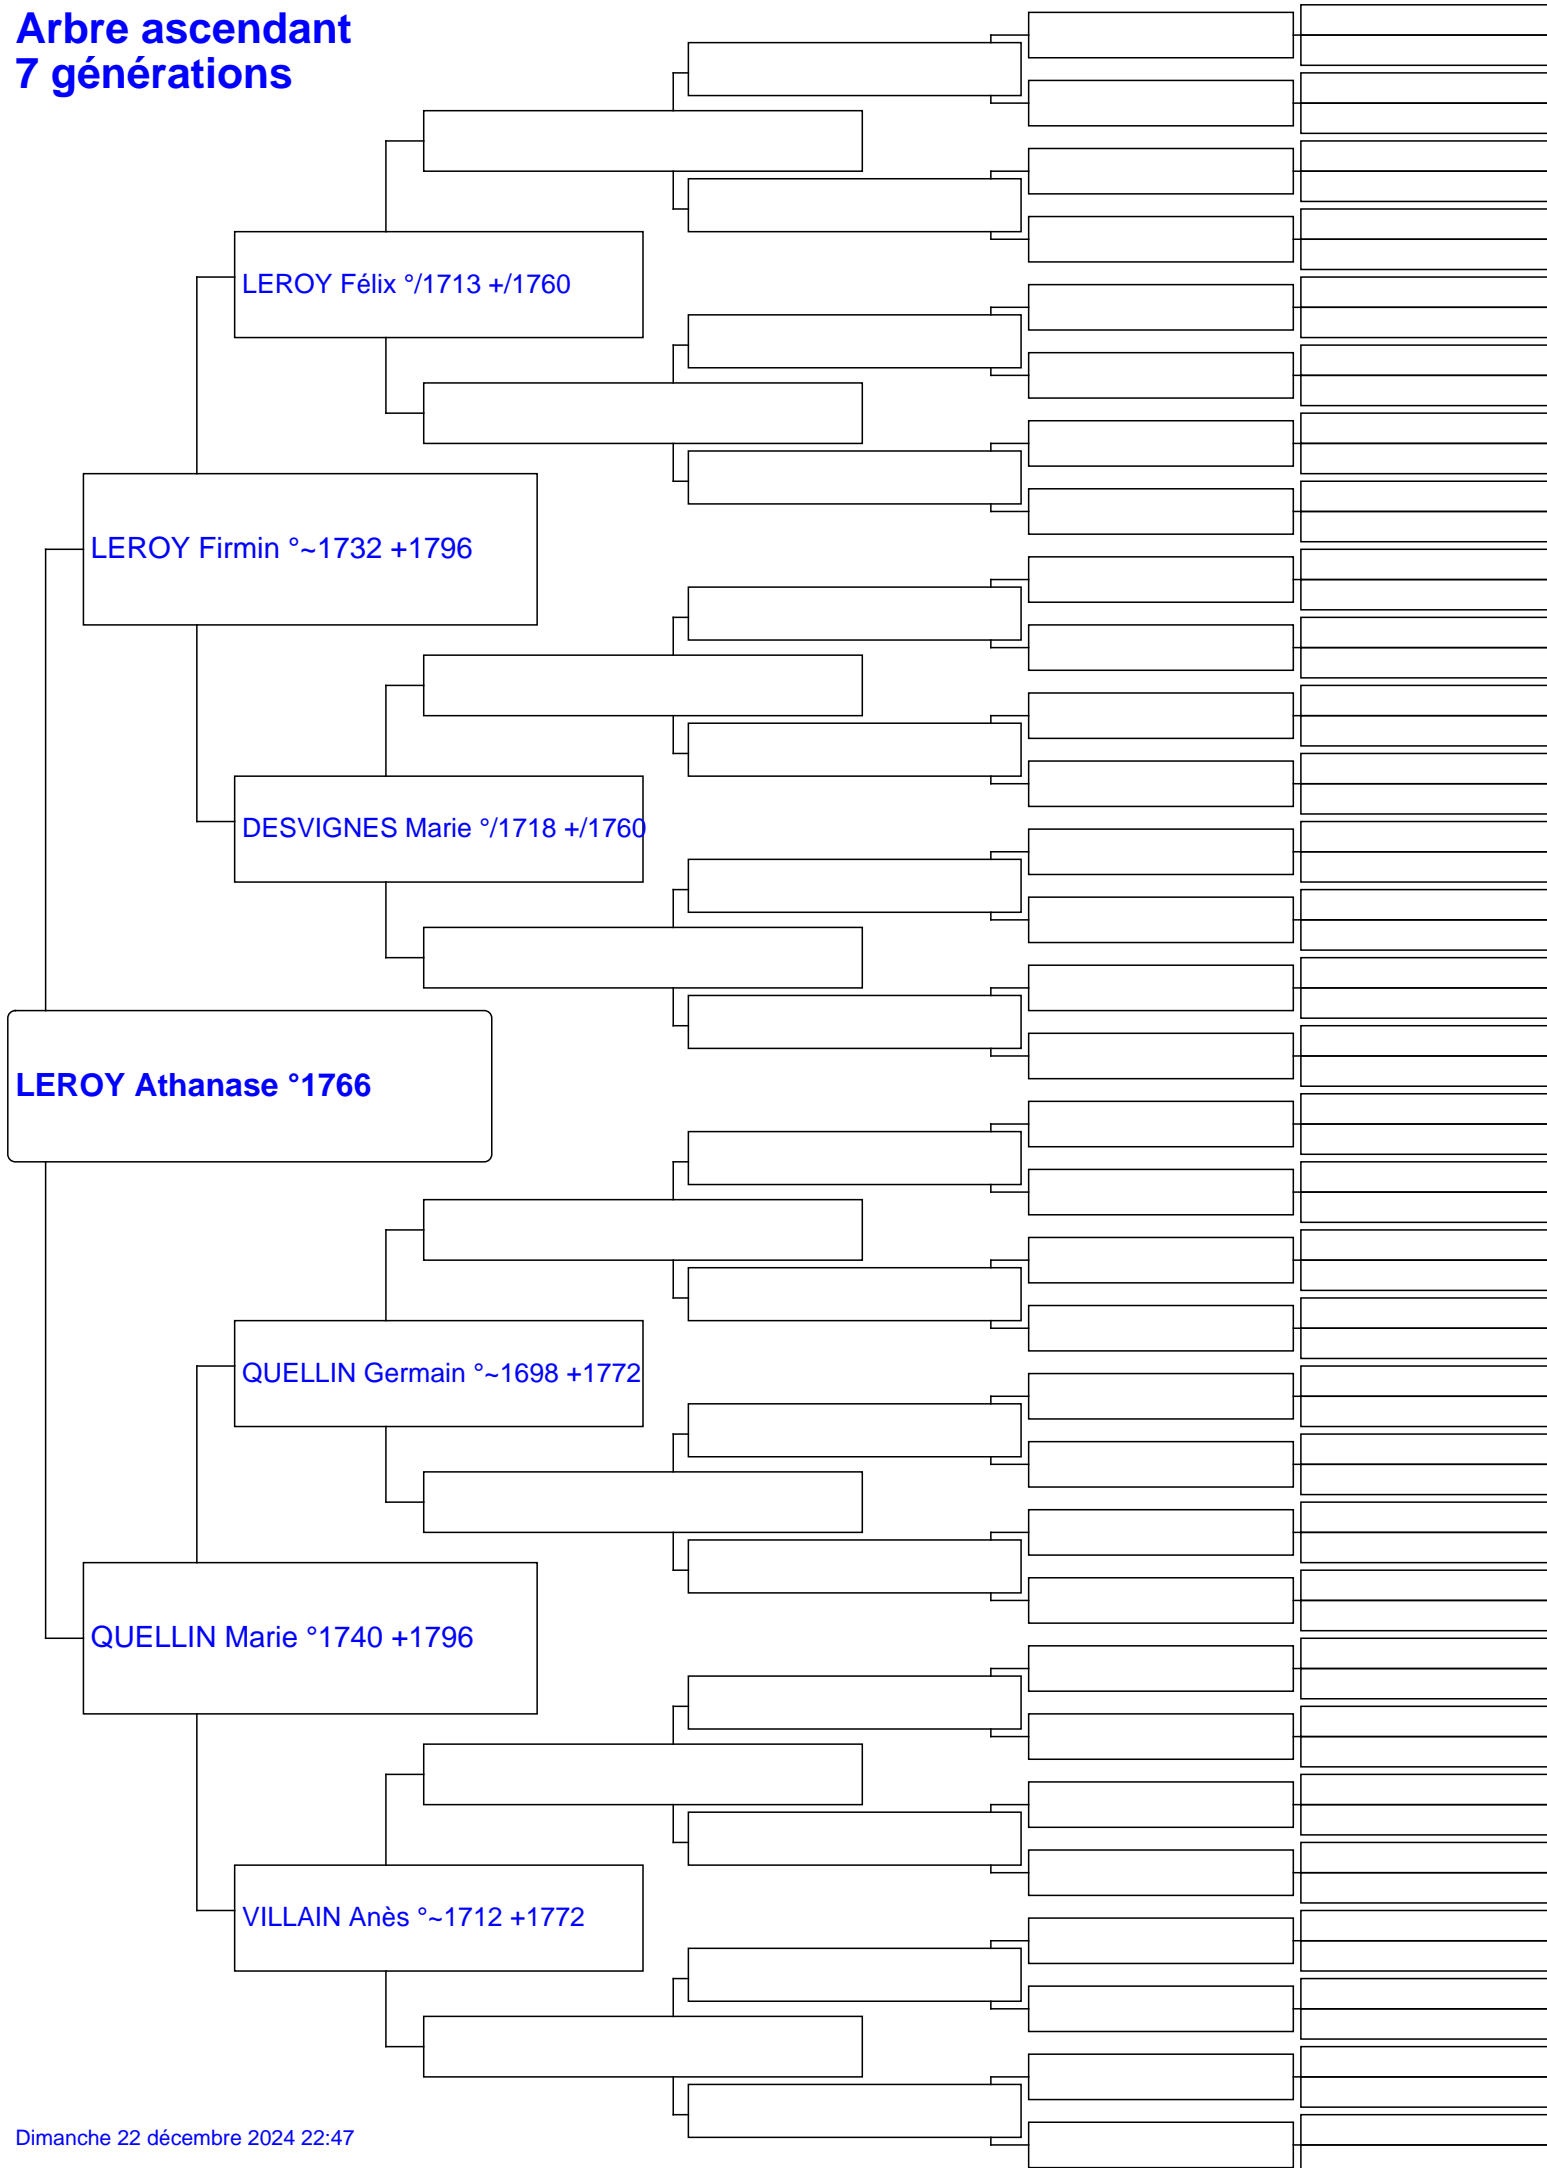 Arbre ascendant
7 générations
LEROY Félix °/1713 +/1760
LEROY Firmin °~1732 +1796
DESVIGNES Marie °/1718 +/1760
LEROY Athanase °1766
QUELLIN Germain °~1698 +1772
QUELLIN Marie °1740 +1796
VILLAIN Anès °~1712 +1772
Dimanche 22 décembre 2024 22:47